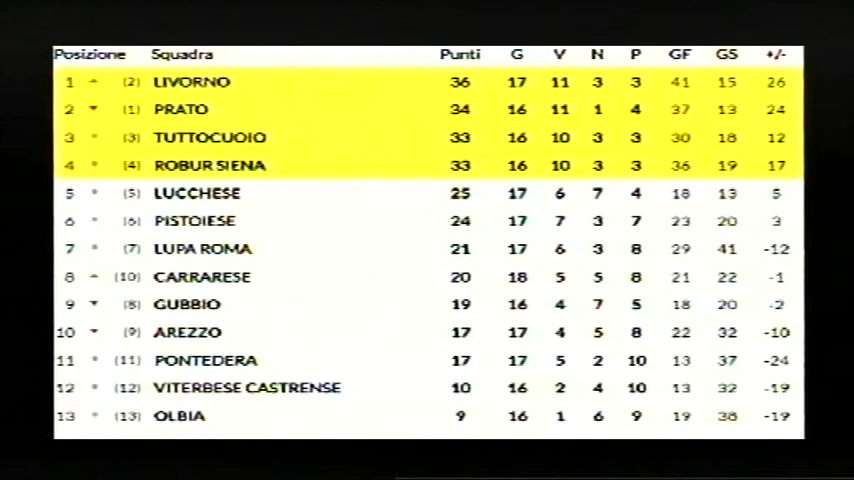 Posizione Squadra Punti G V N P GF GS +/-
1 (2) LIVORNO 36 17 11 3 3 41 15 26
2 (1) PRATO 34 16 11 1 4 37 13 24
3 (3) TUTTOCUOIO 33 16 10 3 3 30 18 12
4 (4) ROBUR SIENA 33 16 10 3 3 36 19 17
5 (5) LUCCHESE 25 17 6 7 4 18 13 5
6 (6) PISTOIESE 24 17 7 3 7 23 20 3
7 (7) LUPA ROMA 21 17 6 3 8 29 41 -12
8 (10) CARRARESE 20 18 5 5 8 21 22 -1
9 (8) GUBBIO 19 16 4 7 5 18 20 -2
10 (9) AREZZO 17 17 4 5 8 22 32 -10
11 (11) PONTEDERA 17 17 5 2 10 13 37 -24
12 (12) VITERBESE CASTRENSE 10 16 2 4 10 13 32 -19
13 (13) OLBIA 9 16 1 6 9 19 38 -19